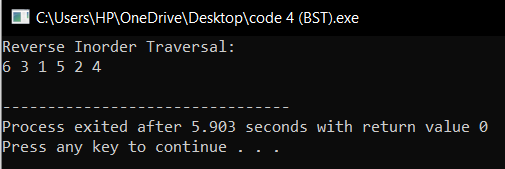 C:\Users\HP\OneDrive\Desktop\code 4 (BST).exe
Reverse Inorder Traversal:
6 3 1 5 2 4
--------------------------------
Process exited after 5.903 seconds with return value 0
Press any key to continue . . .